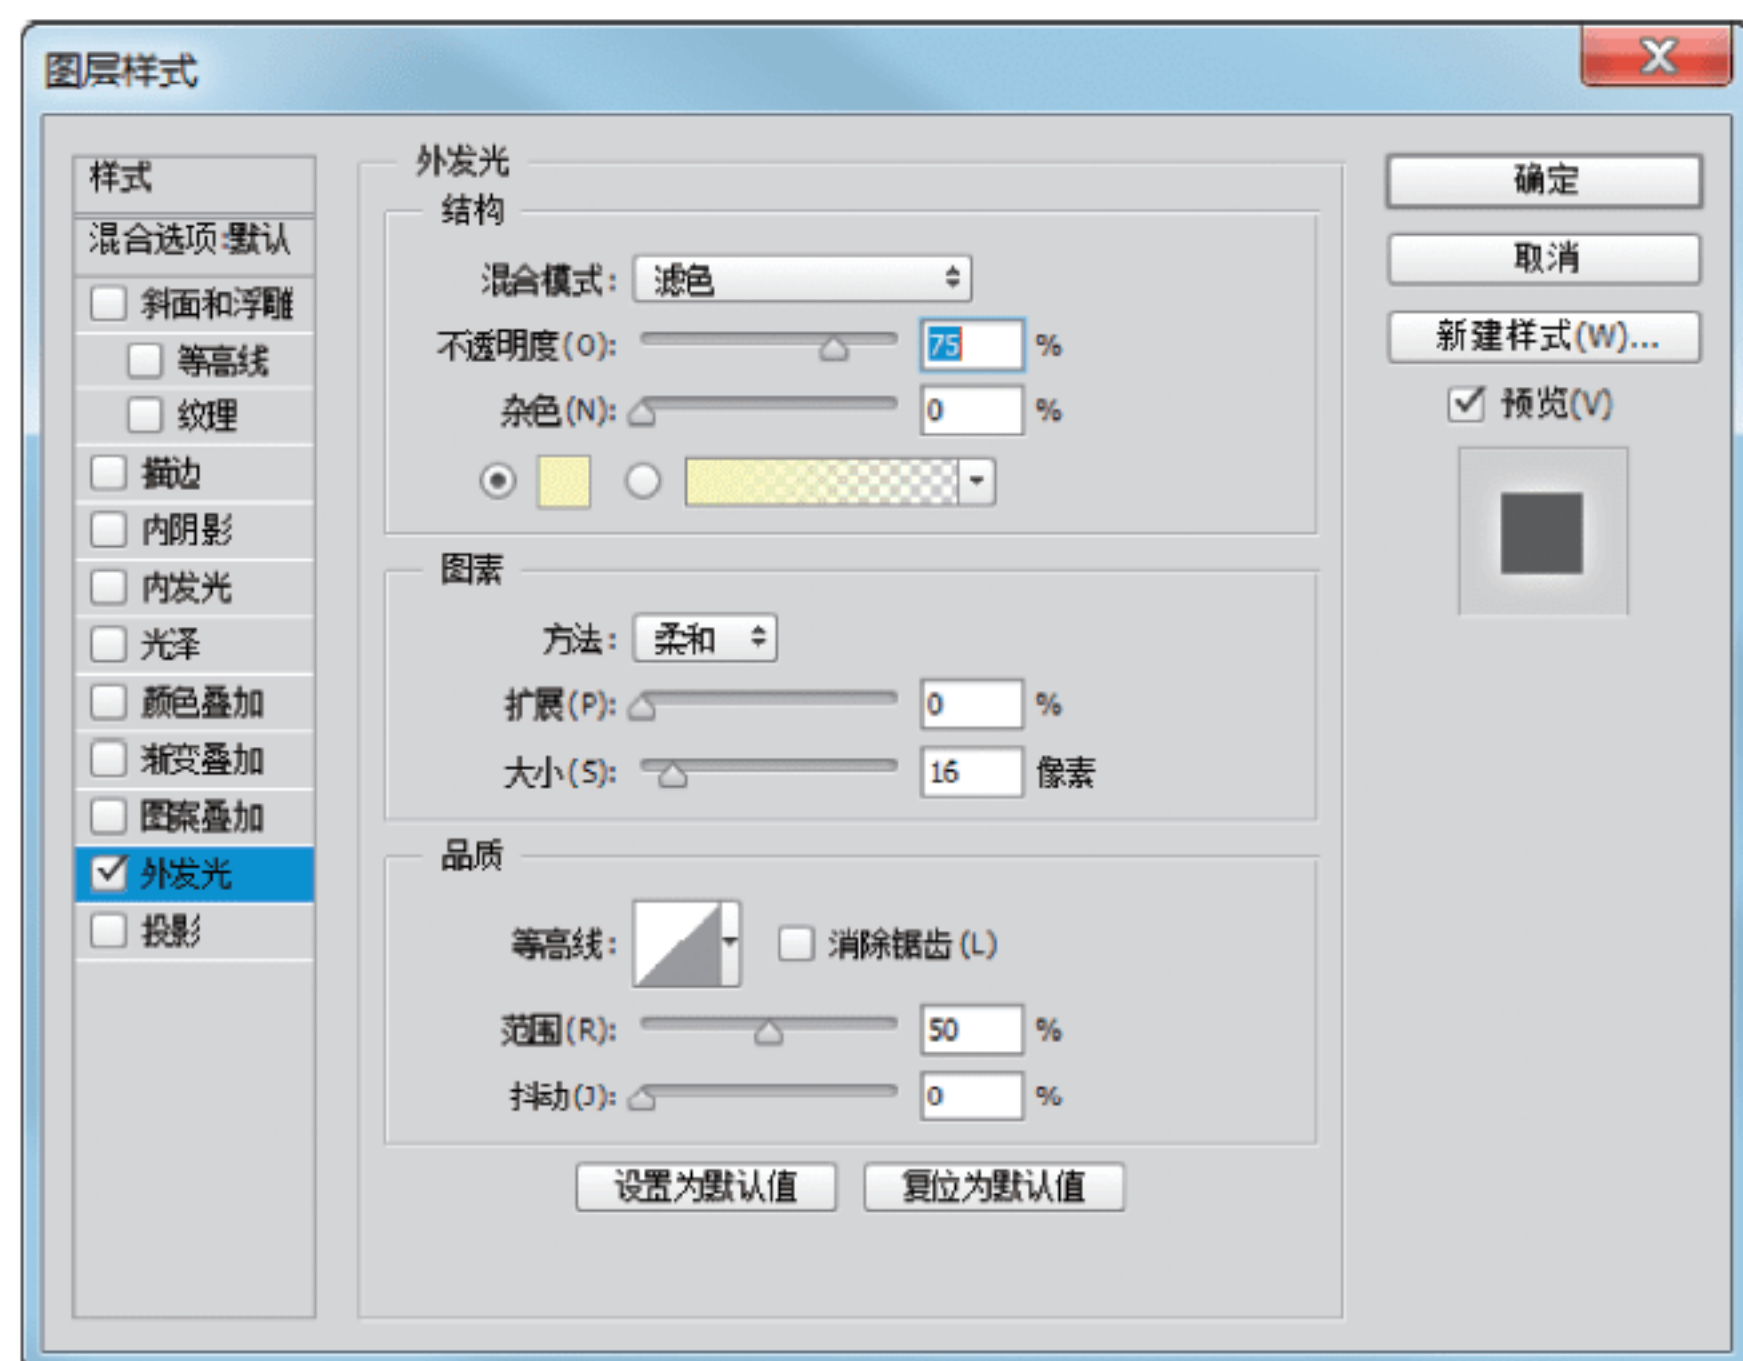 图层样式
样式
混合选项:默认
斜面和浮雕
等高线
纹理
描边
内阴影
内发光
光泽
颜色叠加
渐变叠加
图案叠加
外发光
投影
外发光
结构
混合模式: 滤色
不透明度(O): 75 %
杂色(N): 0 %
图素
方法: 柔和
扩展(P): 0 %
大小(S): 16 像素
品质
等高线: 消除锯齿(L)
范围(R): 50 %
抖动(J): 0 %
设置为默认值 复位为默认值
确定
取消
新建样式(W)...
预览(V)